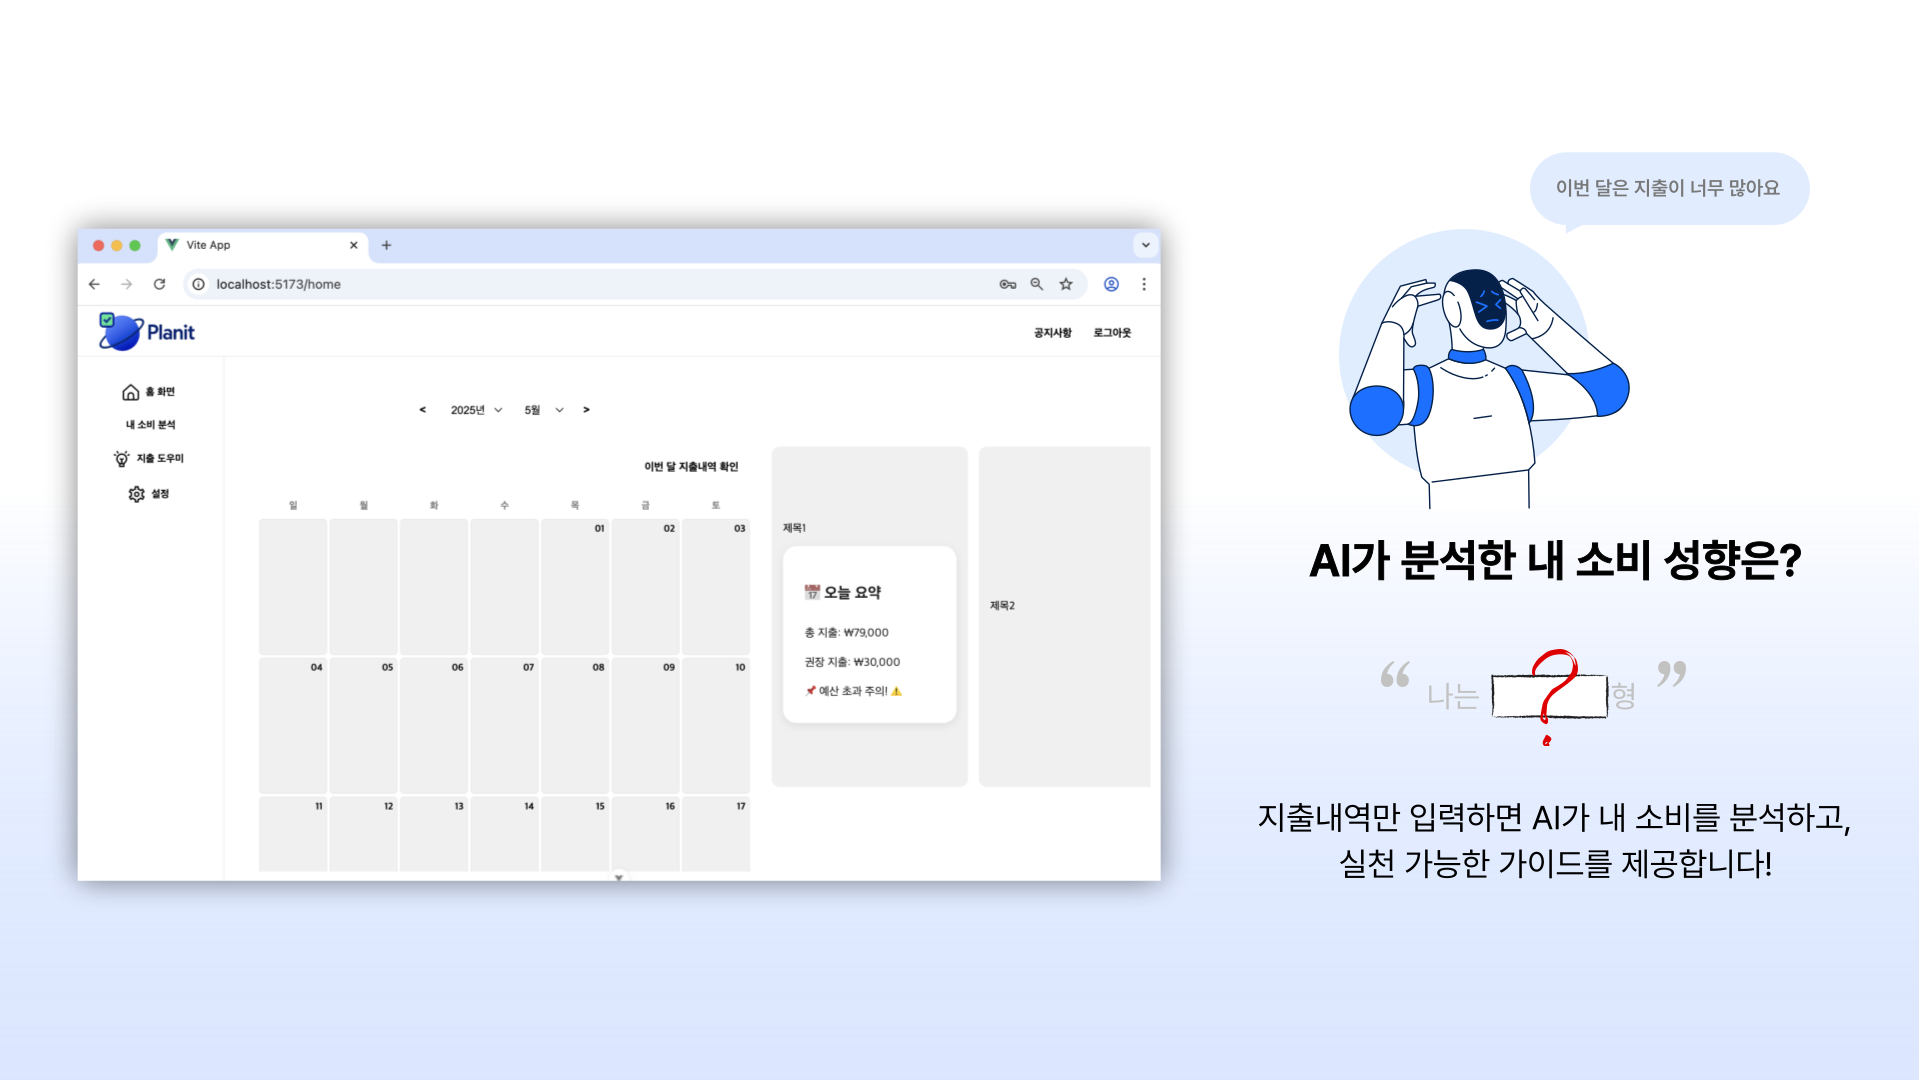 Vite App
localhost:5173/home
Planit
공지사항
로그아웃
홈 화면
내 소비 분석
지출 도우미
설정
< 2025년 5월 >
이번 달 지출내역 확인
일 월 화 수 목 금 토
01 02 03
04 05 06 07 08 09 10
11 12 13 14 15 16 17
제목1
17 오늘 요약
총 지출: ₩79,000
권장 지출: ₩30,000
예산 초과 주의!
제목2
이번 달은 지출이 너무 많아요
AI가 분석한 내 소비 성향은?
“ 나는 ? 형 ”
지출내역만 입력하면 AI가 내 소비를 분석하고,
실천 가능한 가이드를 제공합니다!